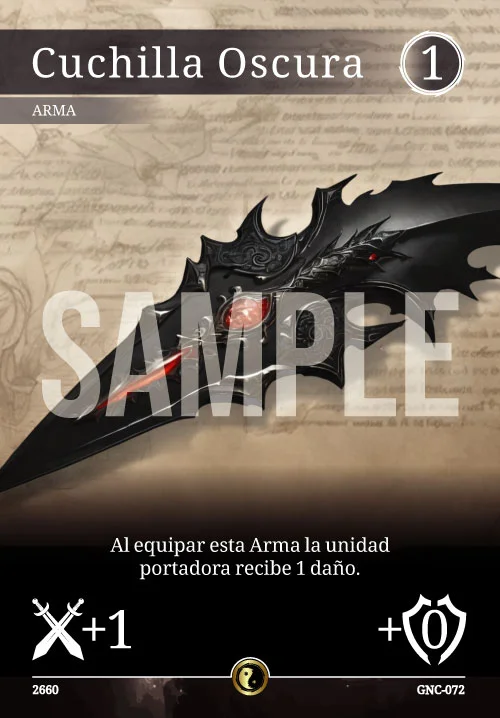 Cuchilla Oscura
1
ARMA
SAMPLE
Al equipar esta Arma la unidad
portadora recibe 1 daño.
+1
+0
2660
GNC-072